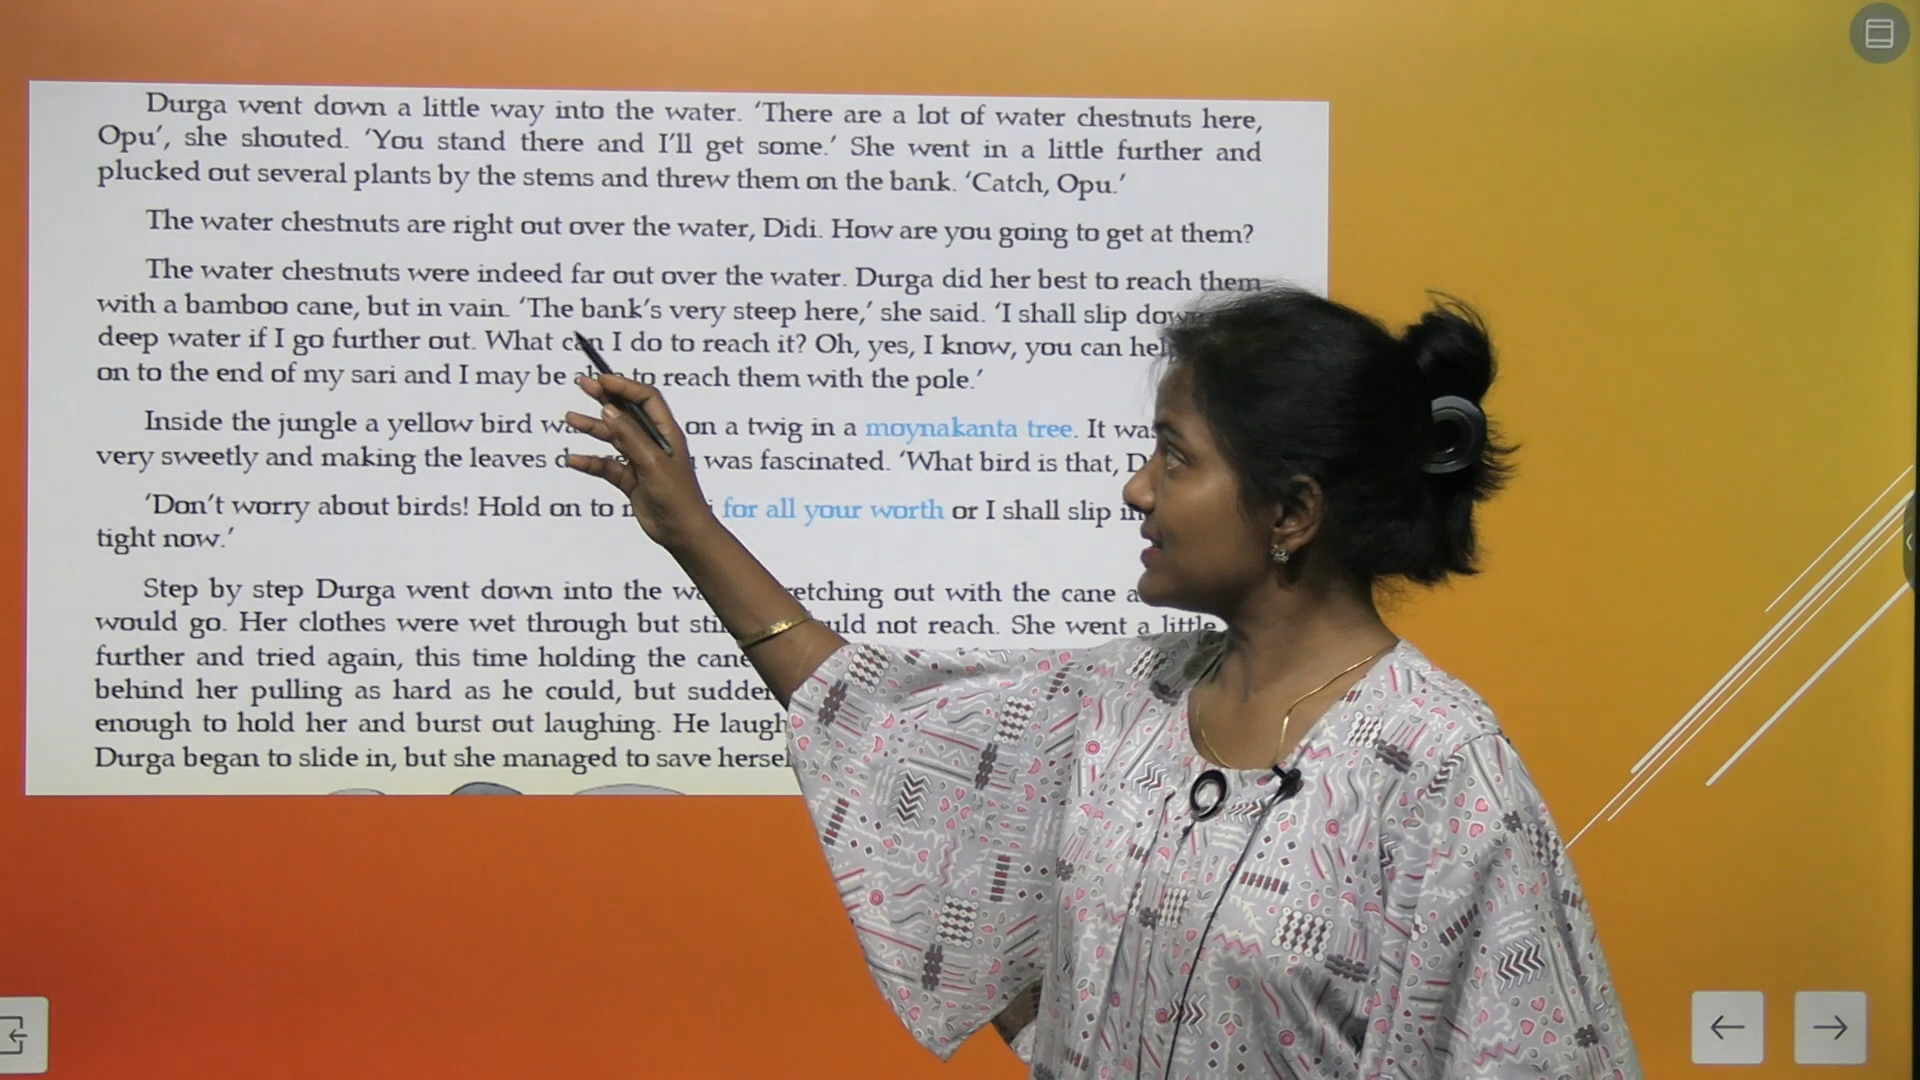 Durga went down a little way into the water. ‘There are a lot of water chestnuts here,
Opu’, she shouted. ‘You stand there and I’ll get some.’ She went in a little further and
plucked out several plants by the stems and threw them on the bank. ‘Catch, Opu.’
The water chestnuts are right out over the water, Didi. How are you going to get at them?
The water chestnuts were indeed far out over the water. Durga did her best to reach them
with a bamboo cane, but in vain. ‘The bank’s very steep here,’ she said. ‘I shall slip
deep water if I go further out. What can I do to reach it? Oh, yes, I know, you can
on to the end of my sari and I may be to reach them with the pole.’
Inside the jungle a yellow bird on a twig in a moynakanta tree. It was
very sweetly and making the leaves was fascinated. ‘What bird is that,
‘Don’t worry about birds! Hold on to for all your worth or I shall slip
tight now.’
Step by step Durga went down into the out with the cane
would go. Her clothes were wet through but not reach. She went a little
further and tried again, this time holding the cane
behind her pulling as hard as he could, but
enough to hold her and burst out laughing. He
Durga began to slide in, but she managed to save